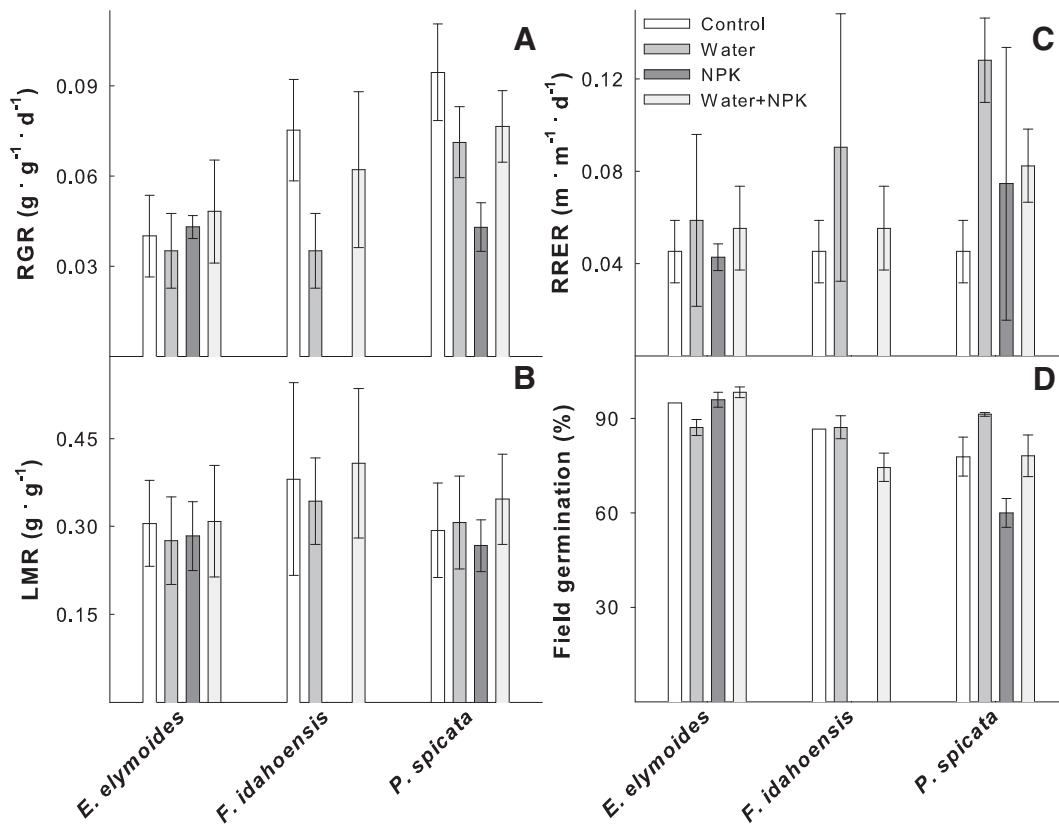 A
RGR (g · g⁻¹ · d⁻¹)
0.09
0.06
0.03
C
Control
Water
NPK
Water+NPK
RRER (m · m⁻¹ · d⁻¹)
0.12
0.08
0.04
B
LMR (g · g⁻¹)
0.45
0.30
0.15
E. elymoides
F. idahoensis
P. spicata
D
Field germination (%)
90
60
30
E. elymoides
F. idahoensis
P. spicata